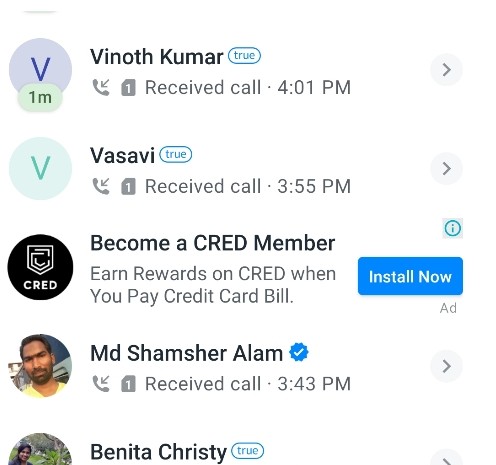 V
Vinoth Kumar true
1m
1 Received call · 4:01 PM
V
Vasavi true
1 Received call · 3:55 PM
Become a CRED Member
CRED
Earn Rewards on CRED when
You Pay Credit Card Bill.
Install Now
Ad
Md Shamsher Alam
1 Received call · 3:43 PM
Benita Christy true